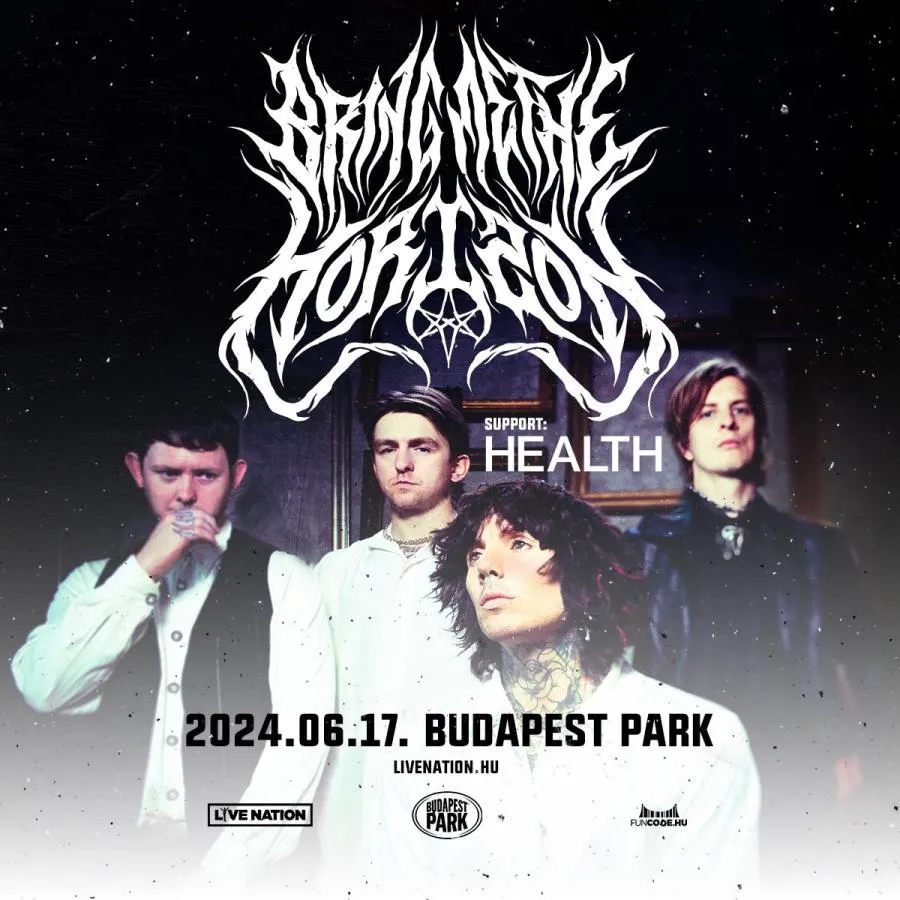 BRING ME THE
HORIZON
SUPPORT:
HEALTH
2024.06.17. BUDAPEST PARK
LIVENATION.HU
LIVE NATION
BUDAPEST
PARK
FUNCODE.HU